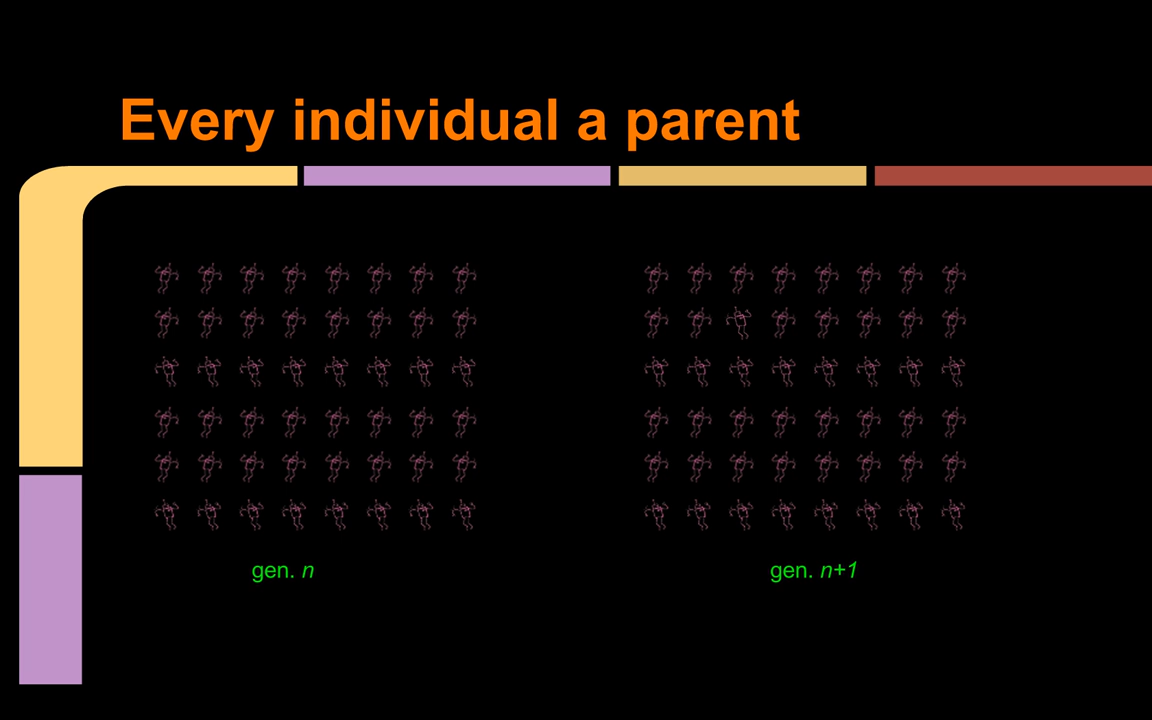 Every individual a parent
gen. n
gen. n+1